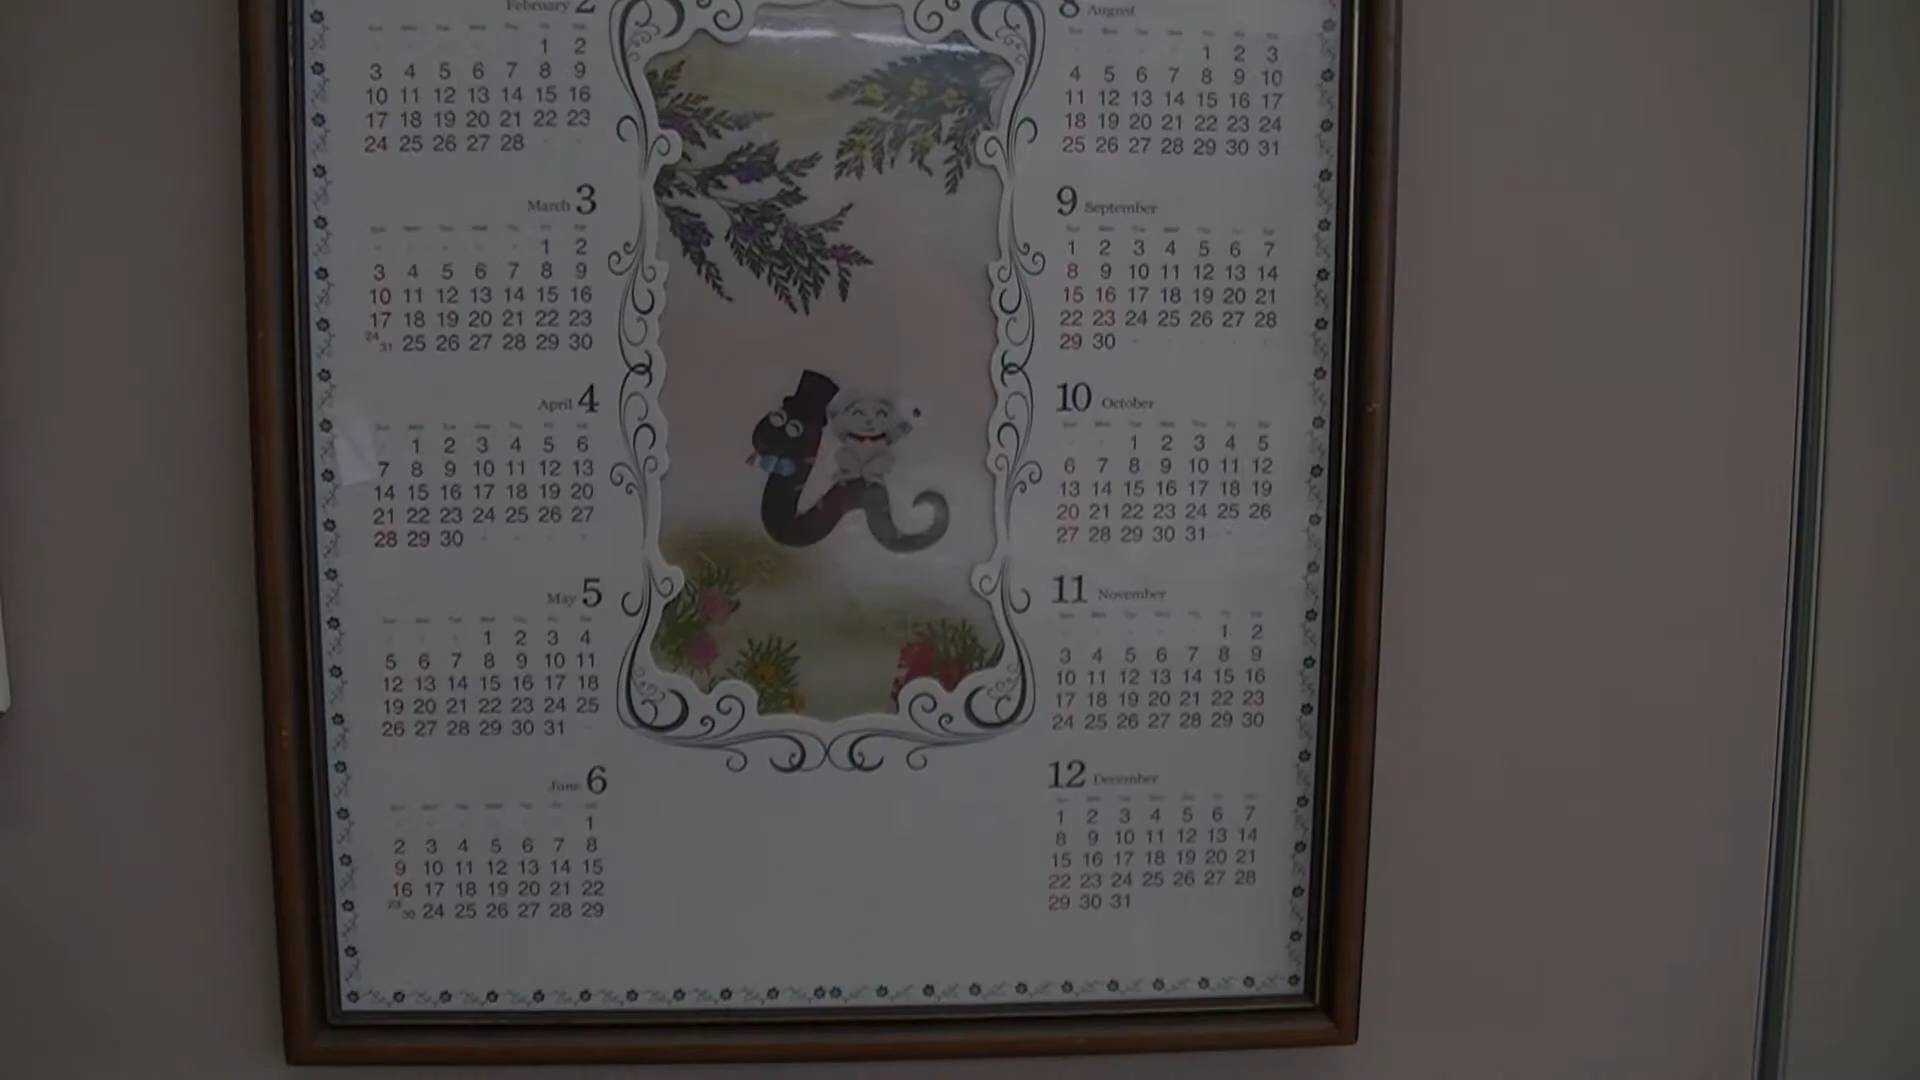 February 2
1 2
3 4 5 6 7 8 9
10 11 12 13 14 15 16
17 18 19 20 21 22 23
24 25 26 27 28
March 3
1 2
3 4 5 6 7 8 9
10 11 12 13 14 15 16
17 18 19 20 21 22 23
24 31 25 26 27 28 29 30
April 4
1 2 3 4 5 6
7 8 9 10 11 12 13
14 15 16 17 18 19 20
21 22 23 24 25 26 27
28 29 30
May 5
1 2 3 4
5 6 7 8 9 10 11
12 13 14 15 16 17 18
19 20 21 22 23 24 25
26 27 28 29 30 31
June 6
1
2 3 4 5 6 7 8
9 10 11 12 13 14 15
16 17 18 19 20 21 22
23 30 24 25 26 27 28 29
8 August
1 2 3
4 5 6 7 8 9 10
11 12 13 14 15 16 17
18 19 20 21 22 23 24
25 26 27 28 29 30 31
9 September
1 2 3 4 5 6 7
8 9 10 11 12 13 14
15 16 17 18 19 20 21
22 23 24 25 26 27 28
29 30
10 October
1 2 3 4 5
6 7 8 9 10 11 12
13 14 15 16 17 18 19
20 21 22 23 24 25 26
27 28 29 30 31
11 November
1 2
3 4 5 6 7 8 9
10 11 12 13 14 15 16
17 18 19 20 21 22 23
24 25 26 27 28 29 30
12 December
1 2 3 4 5 6 7
8 9 10 11 12 13 14
15 16 17 18 19 20 21
22 23 24 25 26 27 28
29 30 31